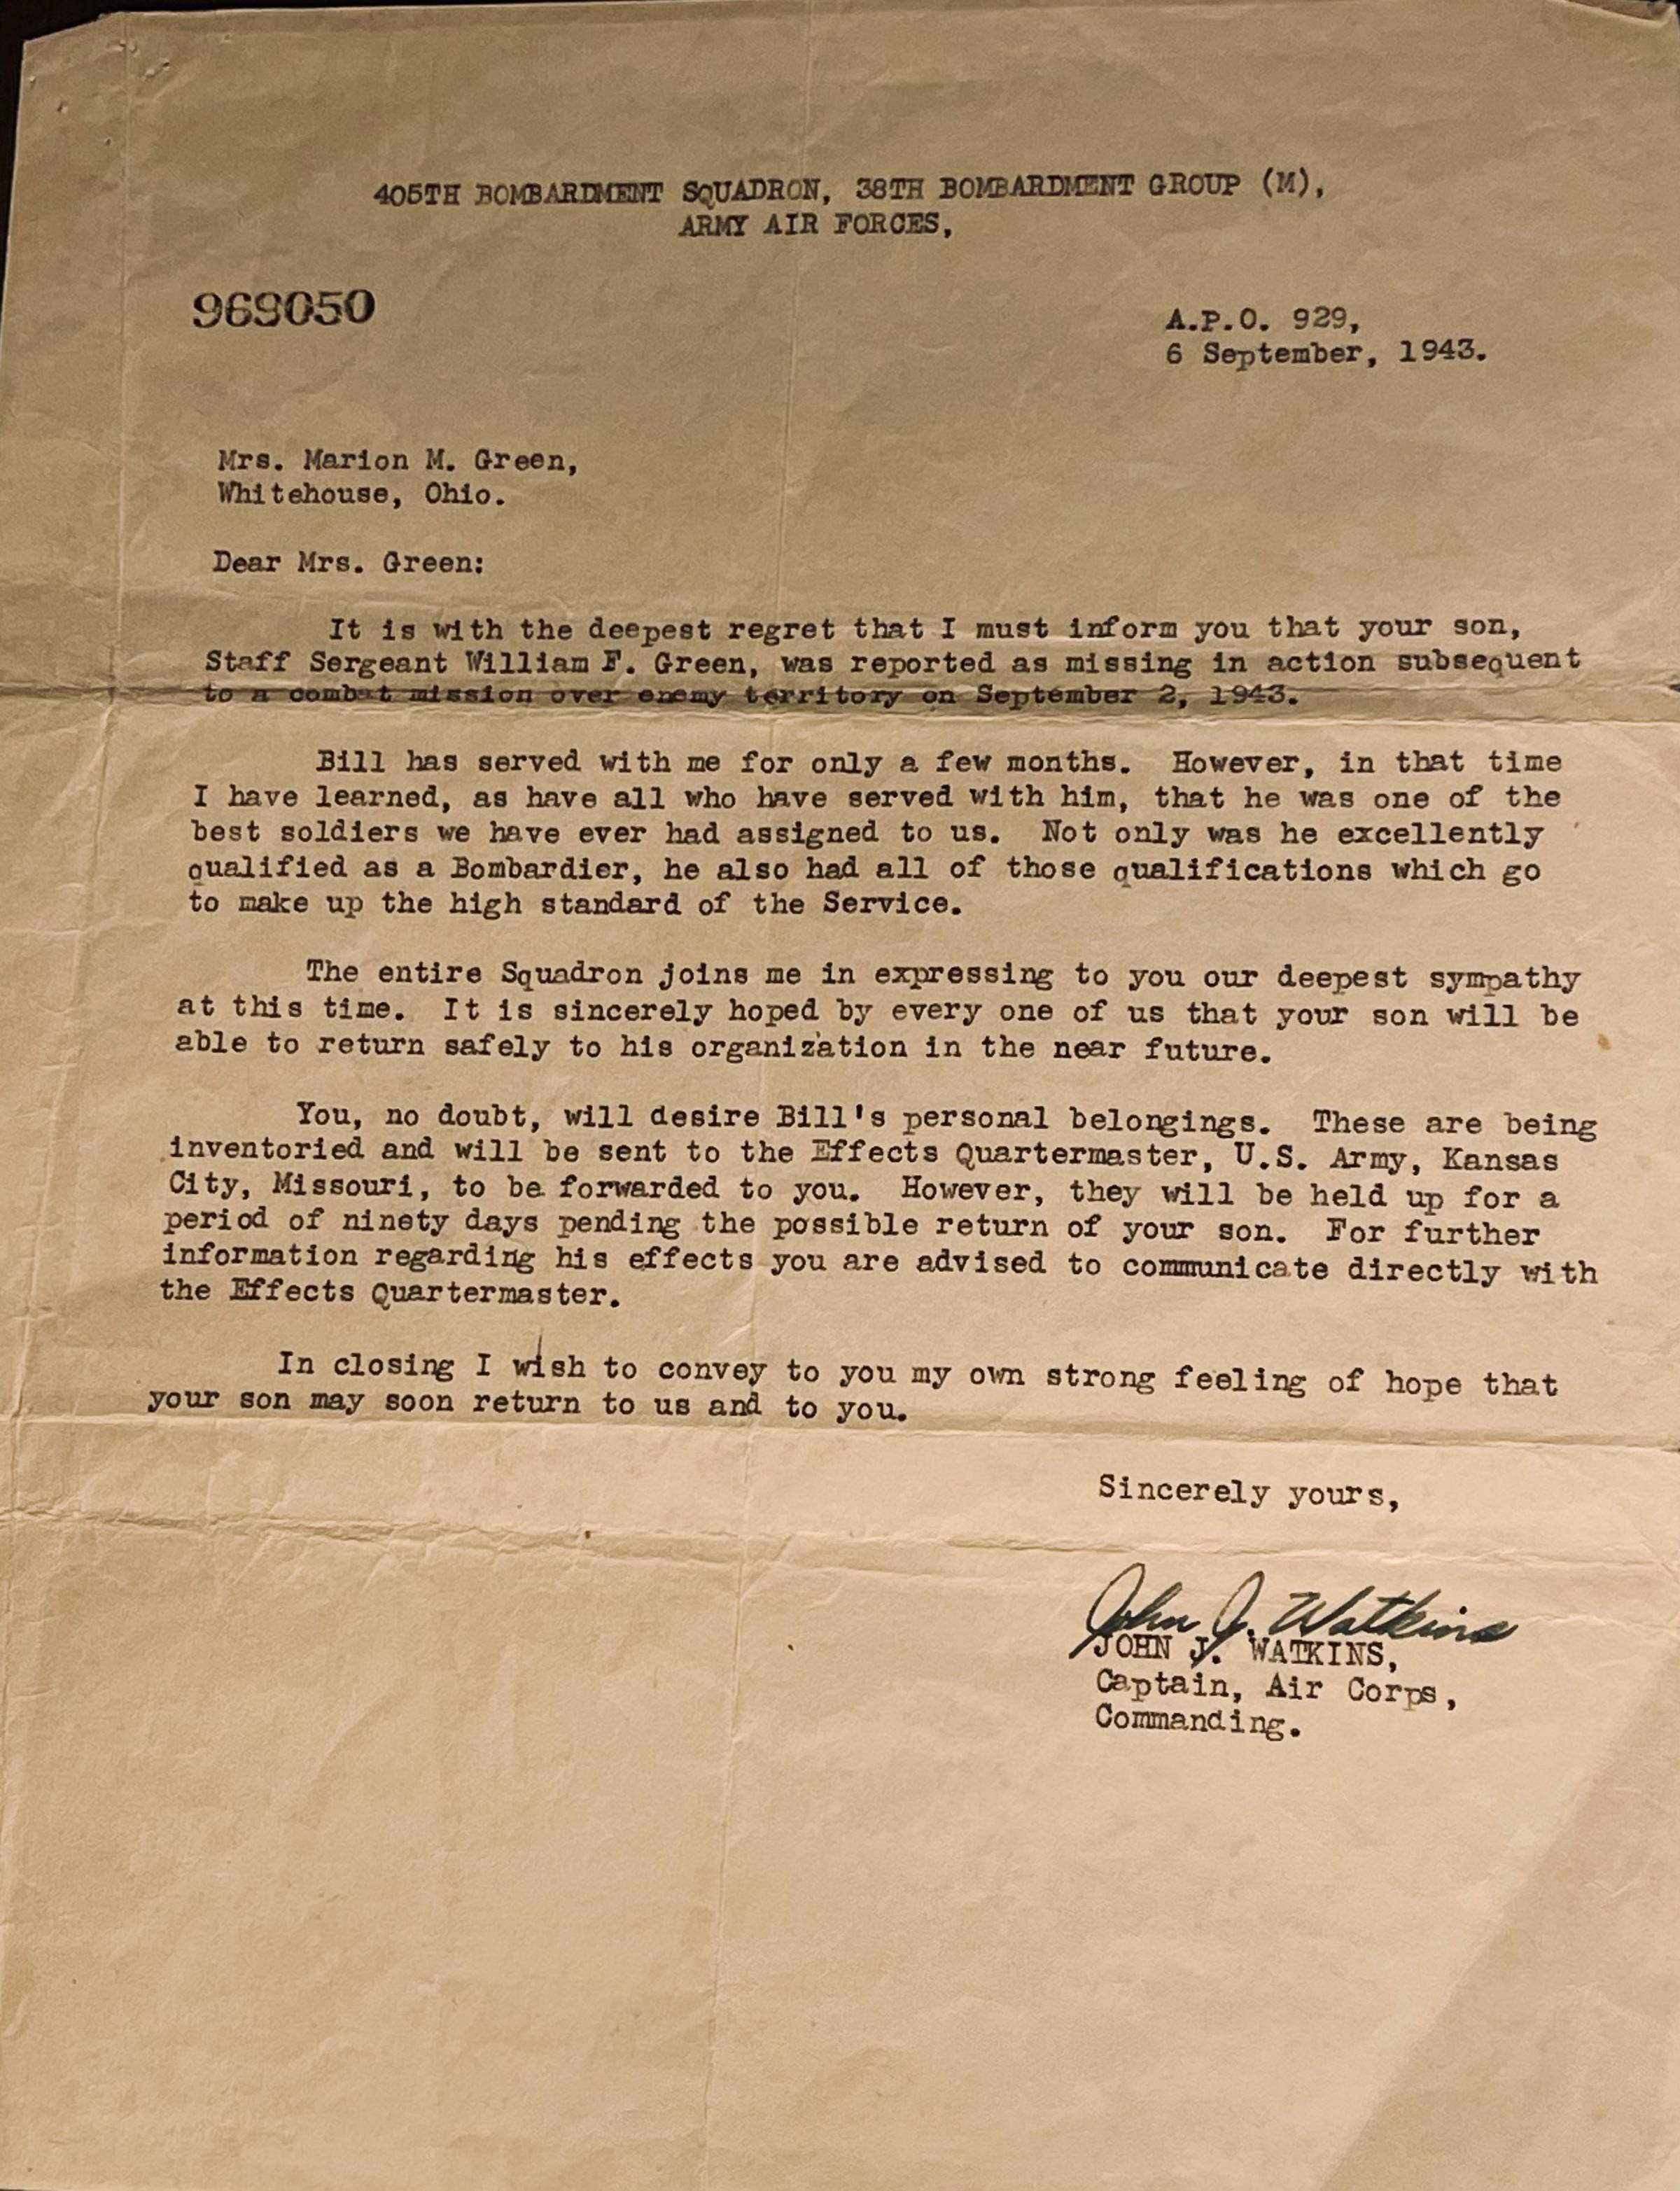 405TH BOMBARDMENT SQUADRON, 38TH BOMBARDMENT GROUP (M),
ARMY AIR FORCES,
969050
A.P.O. 929,
6 September, 1943.
Mrs. Marion M. Green,
Whitehouse, Ohio.
Dear Mrs. Green:
It is with the deepest regret that I must inform you that your son,
Staff Sergeant William F. Green, was reported as missing in action subsequent
to a combat mission over enemy territory on September 2, 1943.
Bill has served with me for only a few months. However, in that time
I have learned, as have all who have served with him, that he was one of the
best soldiers we have ever had assigned to us. Not only was he excellently
qualified as a Bombardier, he also had all of those qualifications which go
to make up the high standard of the Service.
The entire Squadron joins me in expressing to you our deepest sympathy
at this time. It is sincerely hoped by every one of us that your son will be
able to return safely to his organization in the near future.
You, no doubt, will desire Bill's personal belongings. These are being
inventoried and will be sent to the Effects Quartermaster, U.S. Army, Kansas
City, Missouri, to be forwarded to you. However, they will be held up for a
period of ninety days pending the possible return of your son. For further
information regarding his effects you are advised to communicate directly with
the Effects Quartermaster.
In closing I wish to convey to you my own strong feeling of hope that
your son may soon return to us and to you.
Sincerely yours,
John J. Watkins
JOHN J. WATKINS,
Captain, Air Corps,
Commanding.